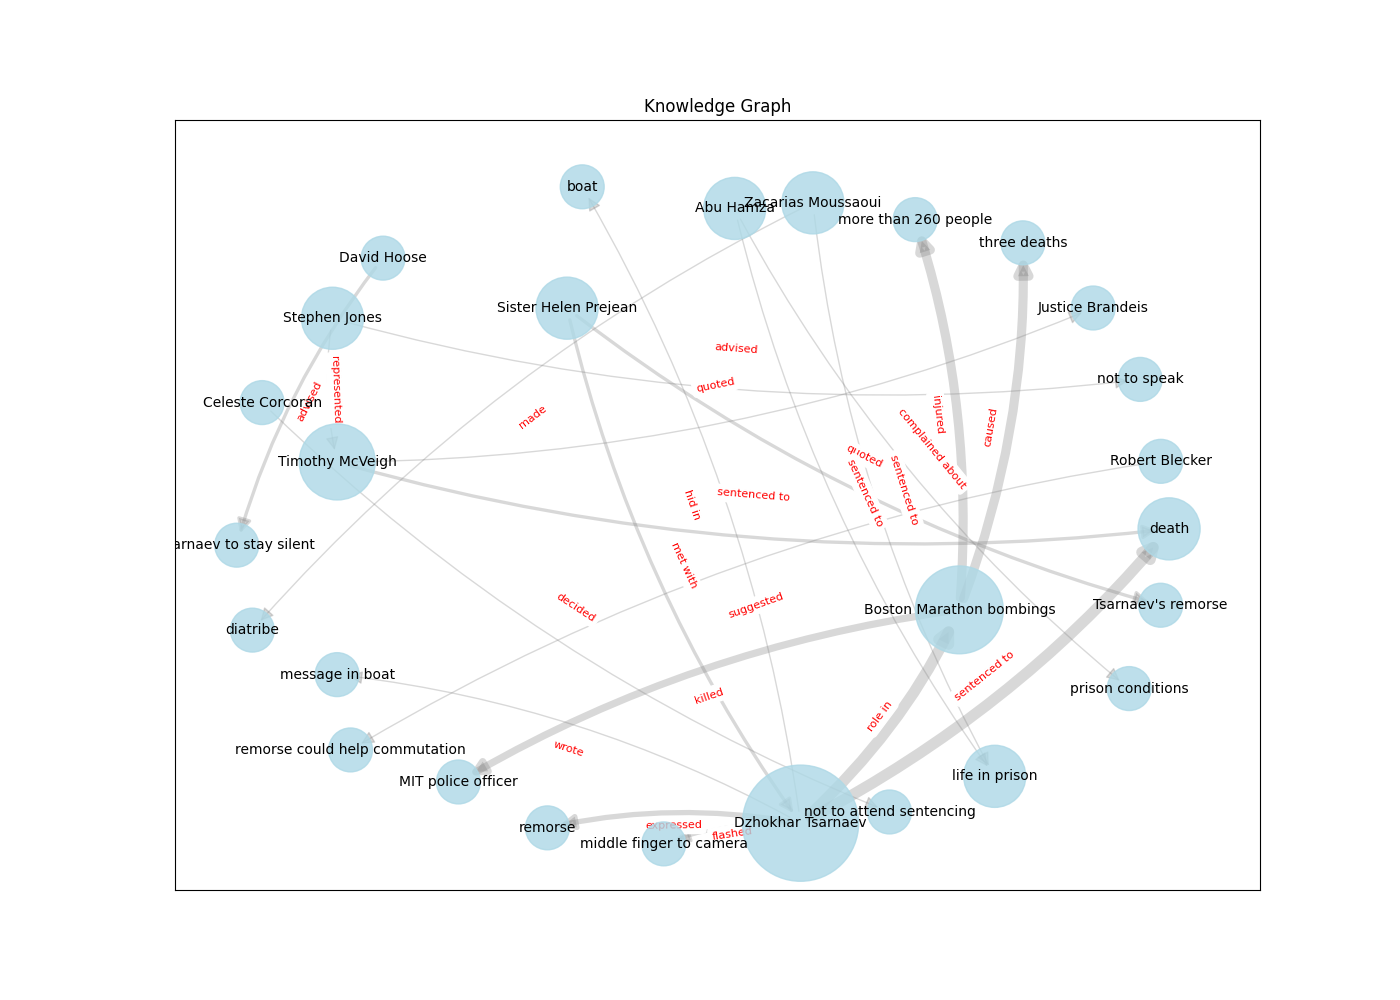 Knowledge Graph
boat
Abu Hamza
Zacarias Moussaoui
more than 260 people
three deaths
David Hoose
Stephen Jones
Sister Helen Prejean
Justice Brandeis
advised
not to speak
represented
quoted
advised
Celeste Corcoran
made
injured
caused
complained about
Timothy McVeigh
quoted
Robert Blecker
sentenced to
sentenced to
sentenced to
hid in
death
arnaev to stay silent
met with
decided
suggested
Boston Marathon bombings
Tsarnaev's remorse
diatribe
message in boat
sentenced to
prison conditions
killed
role in
remorse could help commutation
wrote
MIT police officer
life in prison
not to attend sentencing
Dzhokhar Tsarnaev
remorse
expressed
flashed
middle finger to camera